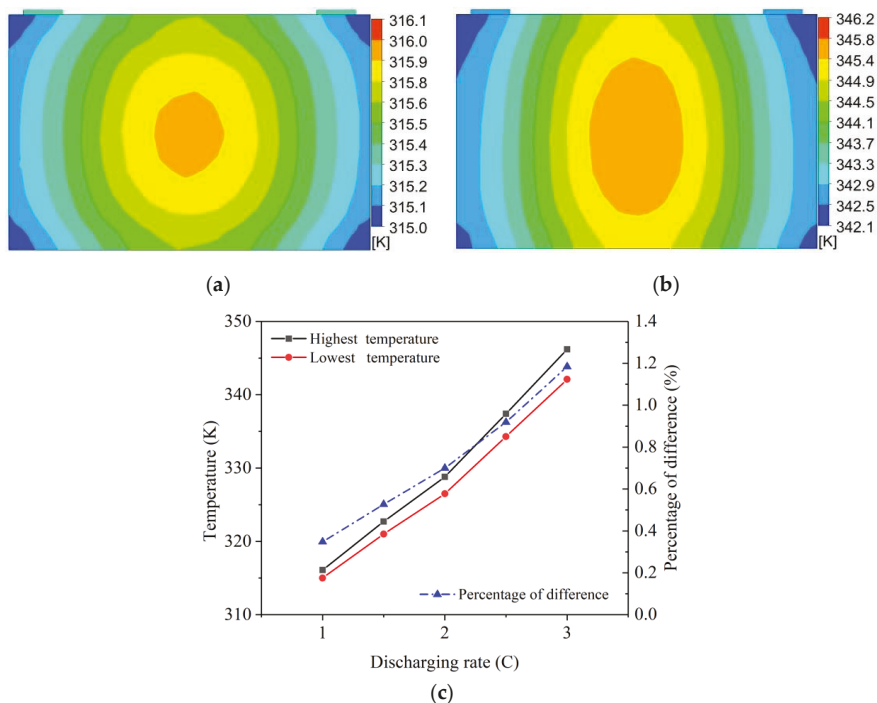 316.1
316.0
315.9
315.8
315.6
315.5
315.4
315.3
315.2
315.1
315.0
[K]
346.2
345.8
345.4
344.9
344.5
344.1
343.7
343.3
342.9
342.5
342.1
[K]
(a)
(b)
350
340
330
320
310
Temperature (K)
Highest temperature
Lowest temperature
Percentage of difference
1.4
1.2
1.0
0.8
0.6
0.4
0.2
0.0
Percentage of difference (%)
1 2 3
Discharging rate (C)
(c)